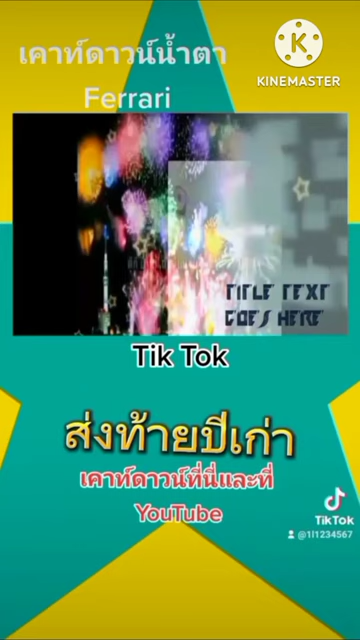 เคาท์ดาวน์น้ำตา
Ferrari
KINEMASTER
TITLE TEXT
GOES HERE
Tik Tok
ส่งท้ายปีเก่า
เคาท์ดาวน์ที่นี่และที่
YouTube
TikTok
@1l1234567